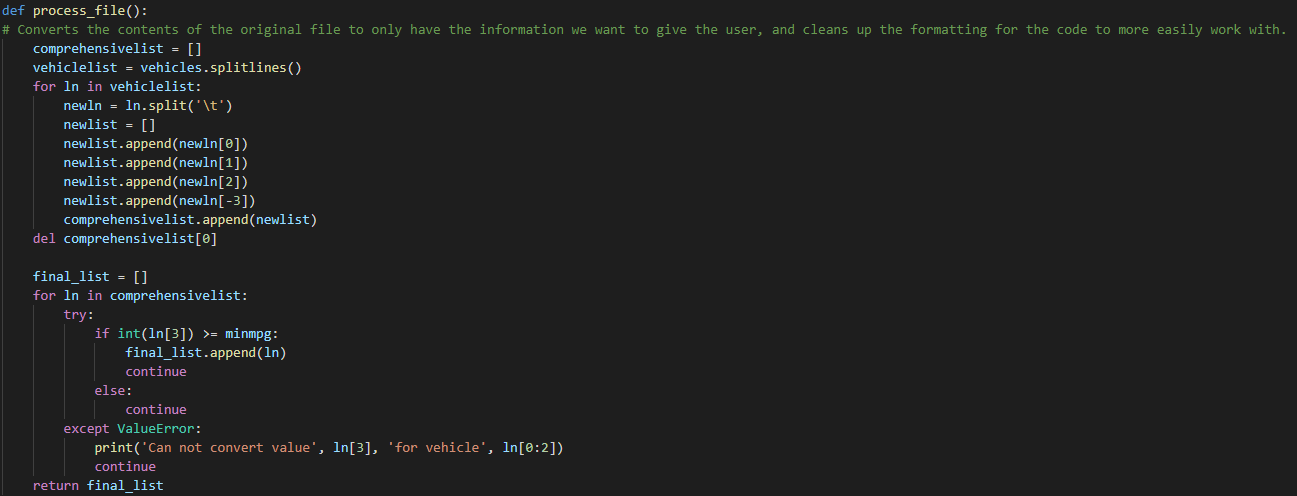 def process_file():
# Converts the contents of the original file to only have the information we want to give the user, and cleans up the formatting for the code to more easily work with.
    comprehensivelist = []
    vehiclelist = vehicles.splitlines()
    for ln in vehiclelist:
        newln = ln.split('\t')
        newlist = []
        newlist.append(newln[0])
        newlist.append(newln[1])
        newlist.append(newln[2])
        newlist.append(newln[-3])
        comprehensivelist.append(newlist)
    del comprehensivelist[0]

    final_list = []
    for ln in comprehensivelist:
        try:
            if int(ln[3]) >= minmpg:
                final_list.append(ln)
                continue
            else:
                continue
        except ValueError:
            print('Can not convert value', ln[3], 'for vehicle', ln[0:2])
            continue
    return final_list